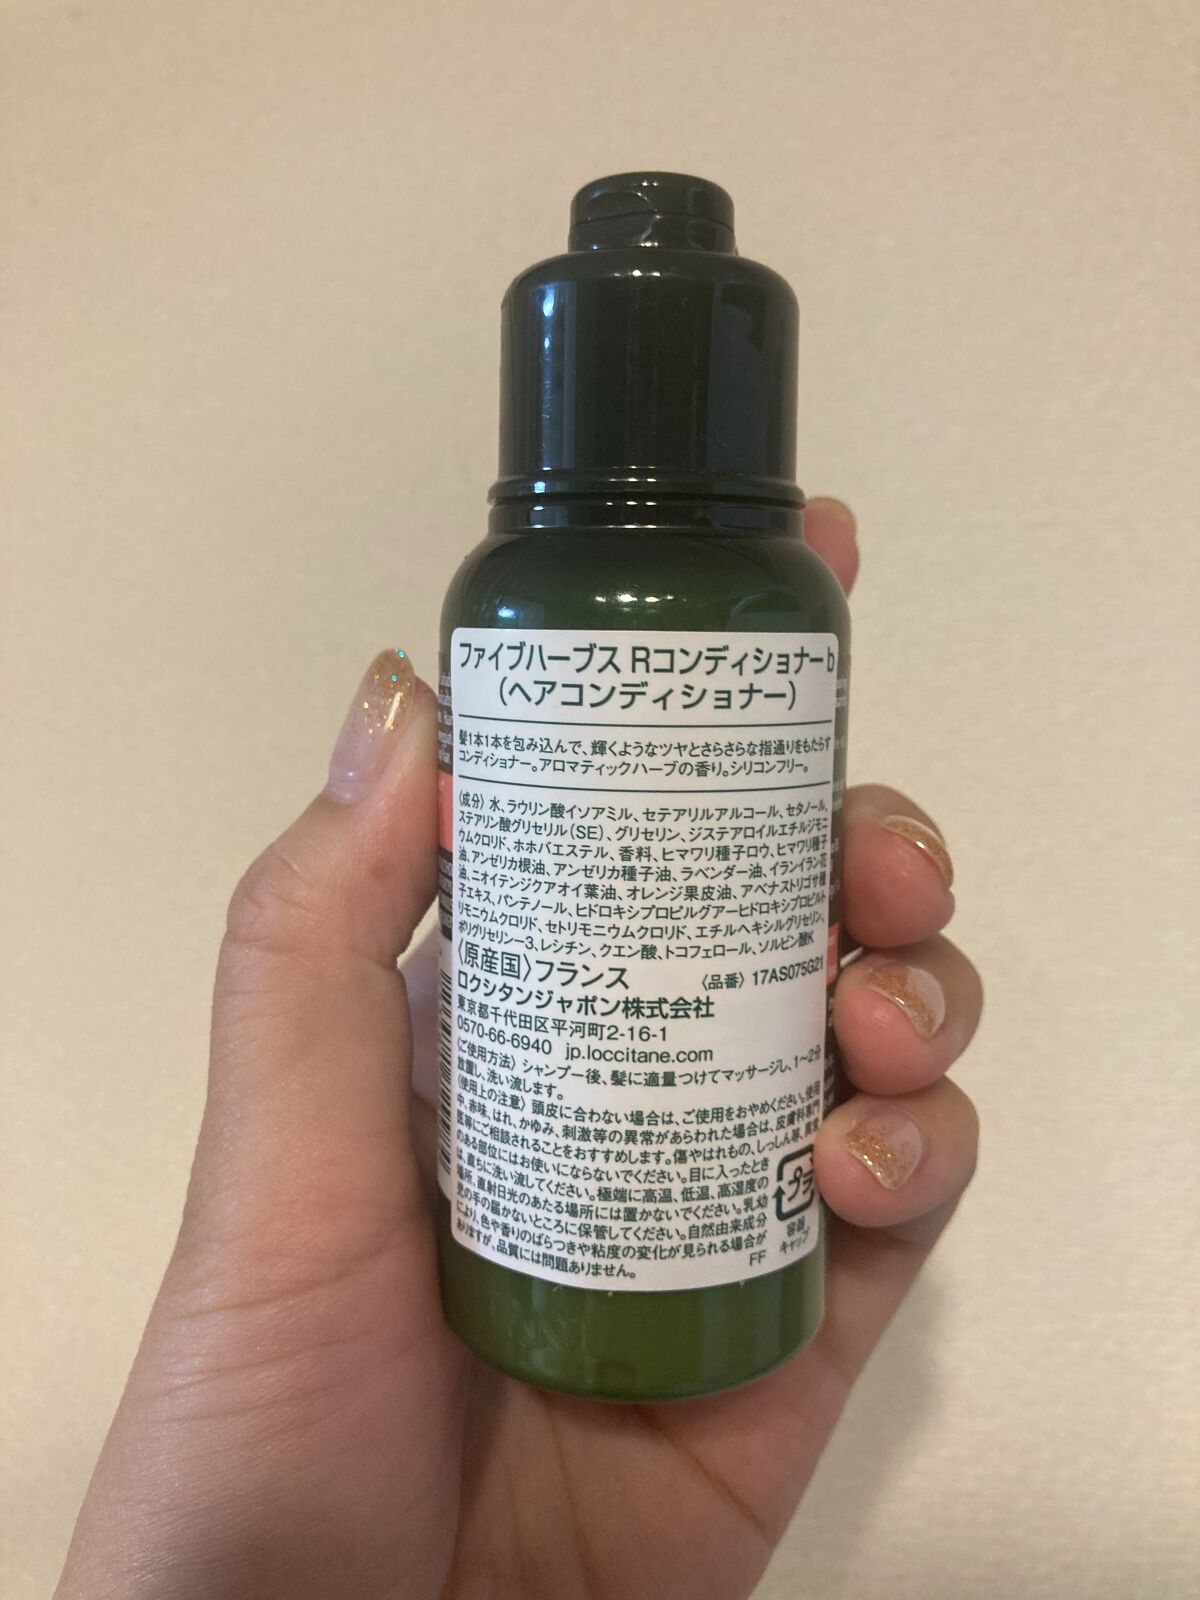 ファイブハーブス Rコンディショナーb
(ヘアコンディショナー)
髪1本1本を包み込んで、輝くようなツヤとさらさらな指通りをもたらす
コンディショナー。アロマティックハーブの香り。シリコンフリー。
〈成分〉水、ラウリン酸イソアミル、セテアリルアルコール、セタノール、
ステアリン酸グリセリル(SE)、グリセリン、ジステアロイルエチルジモニ
ウムクロリド、ホホバエステル、香料、ヒマワリ種子ロウ、ヒマワリ種子
油、アンゼリカ根油、アンゼリカ種子油、ラベンダー油、イランイラン花
油、ニオイテンジクアオイ葉油、オレンジ果皮油、アベナストリゴサ種
子エキス、パンテノール、ヒドロキシプロピルグアーヒドロキシプロピルト
リモニウムクロリド、セトリモニウムクロリド、エチルヘキシルグリセリン、
ポリグリセリン-3、レシチン、クエン酸、トコフェロール、ソルビン酸K
〈原産国〉フランス 〈品番〉17AS075G21
ロクシタンジャポン株式会社
東京都千代田区平河町2-16-1
0570-66-6940 jp.loccitane.com
〈ご使用方法〉シャンプー後、髪に適量つけてマッサージし、1〜2分
放置し、洗い流します。
〈使用上の注意〉頭皮に合わない場合は、ご使用をおやめください。使用
中、赤味、はれ、かゆみ、刺激等の異常があらわれた場合は、皮膚科専門
医等にご相談されることをおすすめします。傷やはれもの、しっしん等、異常
のある部位にはお使いにならないでください。目に入ったとき
は、直ちに洗い流してください。極端に高温、低温、高湿度の
場所、直射日光のあたる場所には置かないでください。乳幼
児の手の届かないところに保管してください。自然由来成分
により、色や香りのばらつきや粘度の変化が見られる場合が
ありますが、品質には問題ありません。
プラ
容器
キャップ
FF